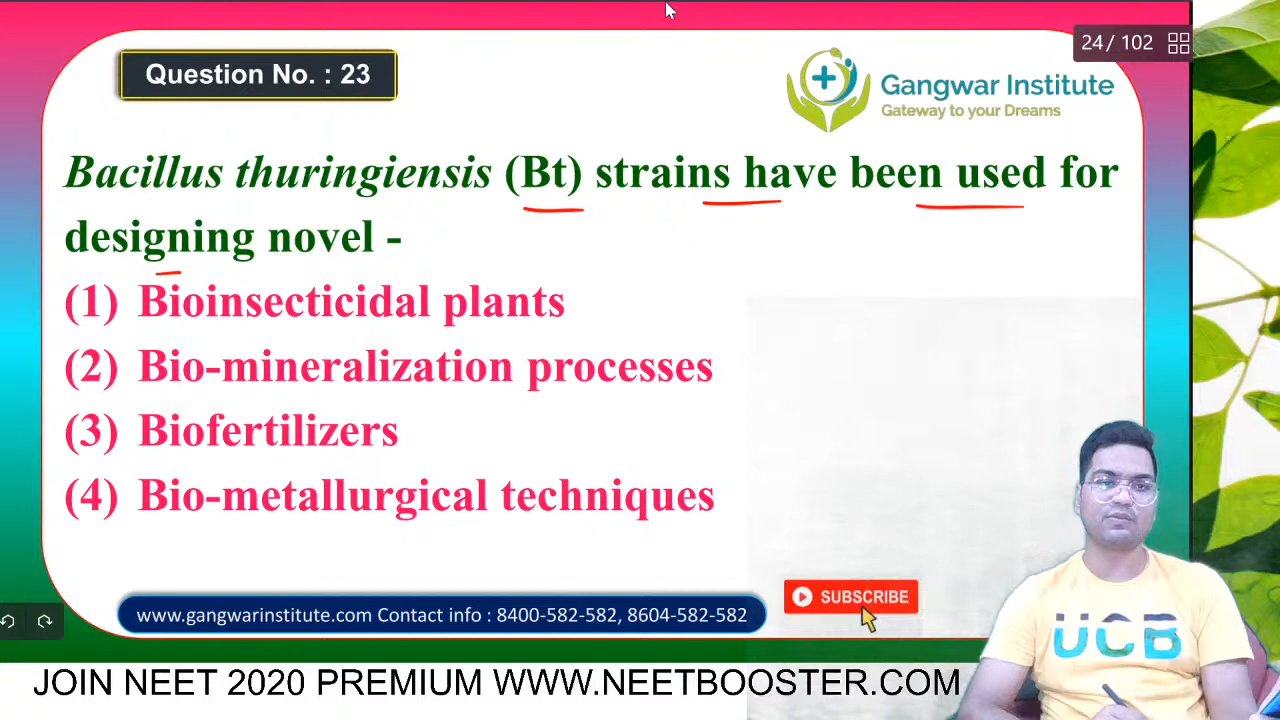 24/ 102
Question No. : 23
Gangwar Institute
Gateway to your Dreams
Bacillus thuringiensis (Bt) strains have been used for
designing novel -
(1) Bioinsecticidal plants
(2) Bio-mineralization processes
(3) Biofertilizers
(4) Bio-metallurgical techniques
SUBSCRIBE
www.gangwarinstitute.com Contact info : 8400-582-582, 8604-582-582
UCB
JOIN NEET 2020 PREMIUM WWW.NEETBOOSTER.COM